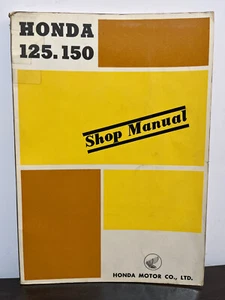 HONDA
125.150
Shop Manual
HONDA MOTOR CO., LTD.